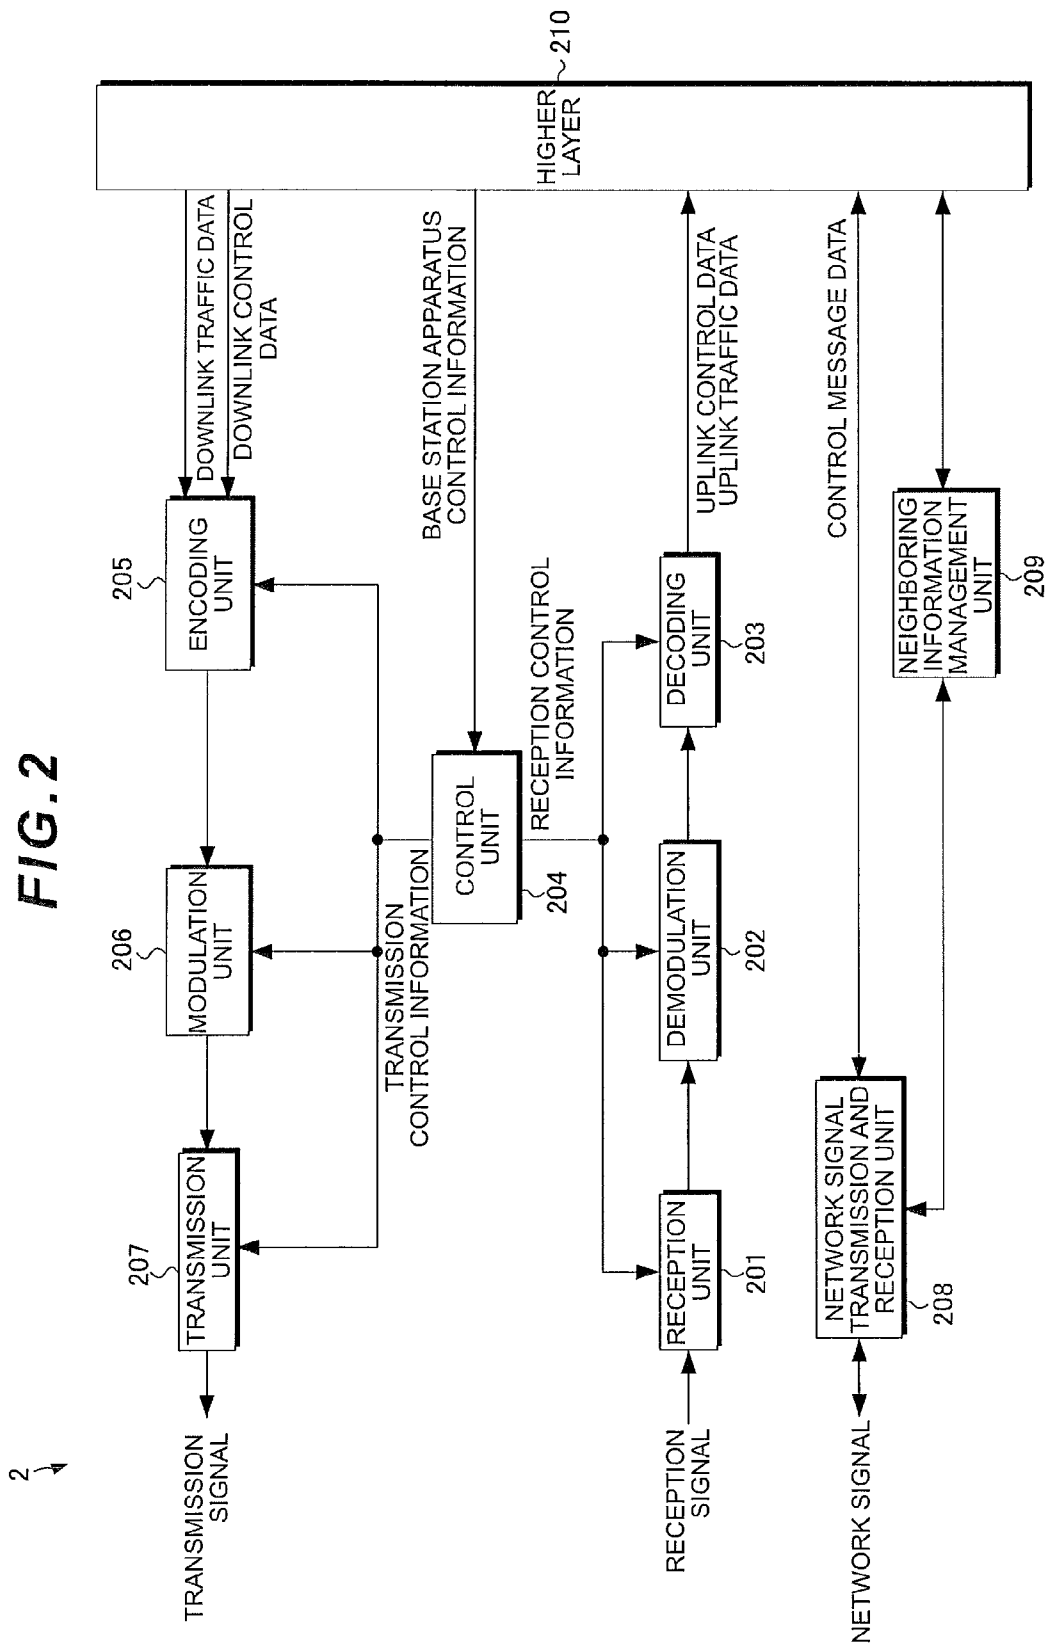 FIG. 2
2
TRANSMISSION
SIGNAL
207
TRANSMISSION
UNIT
206
MODULATION
UNIT
205
ENCODING
UNIT
DOWNLINK TRAFFIC DATA
DOWNLINK CONTROL
DATA
TRANSMISSION
CONTROL INFORMATION
CONTROL
UNIT
204
BASE STATION APPARATUS
CONTROL INFORMATION
RECEPTION CONTROL
INFORMATION
RECEPTION
SIGNAL
RECEPTION
UNIT
201
DEMODULATION
UNIT
202
DECODING
UNIT
203
UPLINK CONTROL DATA
UPLINK TRAFFIC DATA
NETWORK SIGNAL
NETWORK SIGNAL
TRANSMISSION AND
RECEPTION UNIT
208
CONTROL MESSAGE DATA
NEIGHBORING
INFORMATION
MANAGEMENT
UNIT
209
HIGHER
LAYER
210